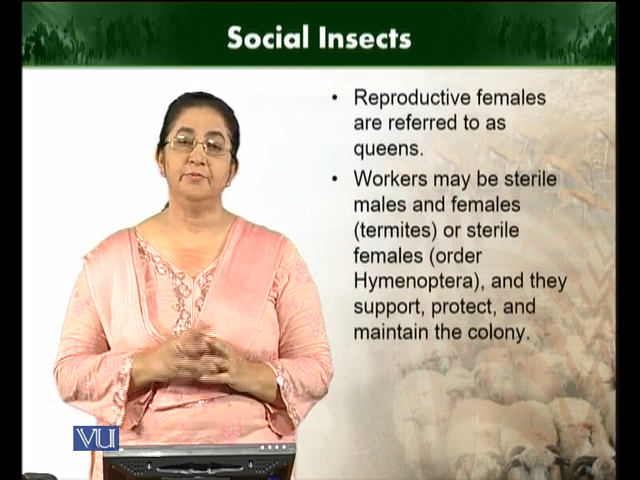 Social Insects
• Reproductive females
are referred to as
queens.
• Workers may be sterile
males and females
(termites) or sterile
females (order
Hymenoptera), and they
support, protect, and
maintain the colony.
VU